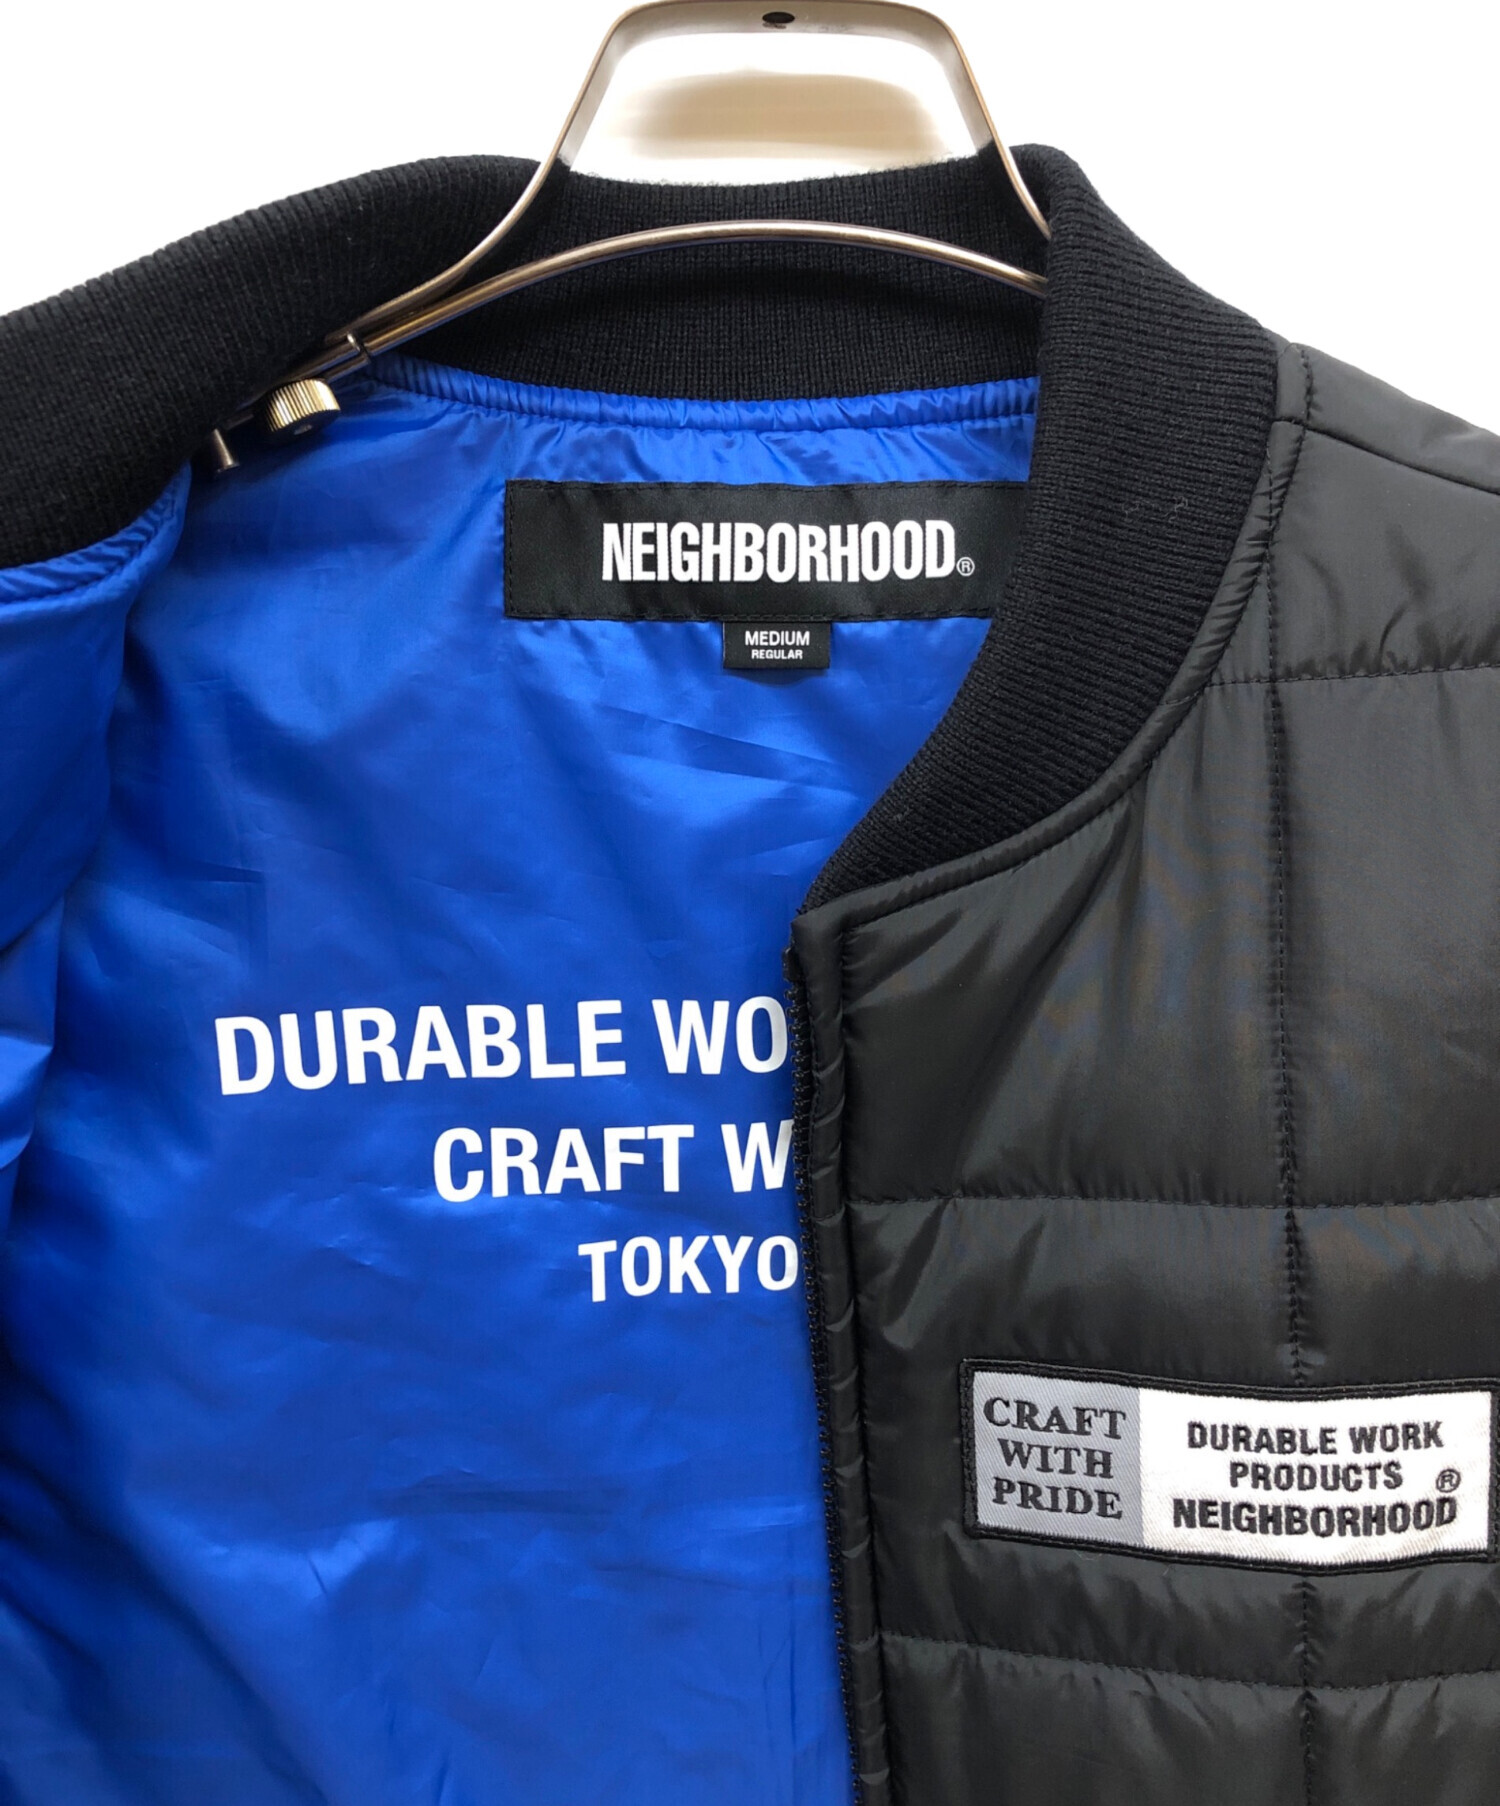 NEIGHBORHOOD®
MEDIUM
REGULAR
DURABLE WO
CRAFT W
TOKYO
CRAFT
WITH
PRIDE
DURABLE WORK
PRODUCTS
NEIGHBORHOOD®